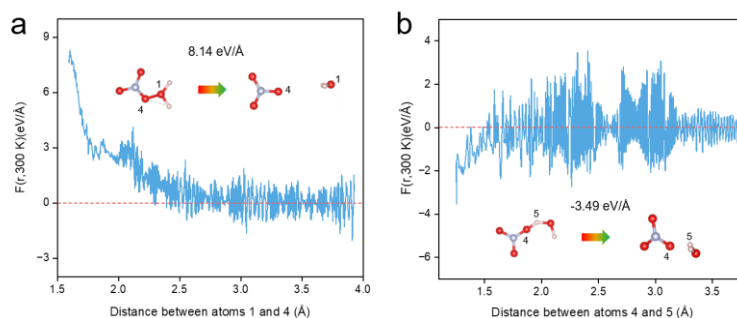 a
8.14 eV/Å
1
4
4
1
F(r,300 K)(eV/Å)
9
6
3
0
−3
1.5 2.0 2.5 3.0 3.5 4.0
Distance between atoms 1 and 4 (Å)
b
-3.49 eV/Å
5
4
4
5
F(r,300 K)(eV/Å)
4
2
0
−2
−4
−6
1.5 2.0 2.5 3.0 3.5
Distance between atoms 4 and 5 (Å)